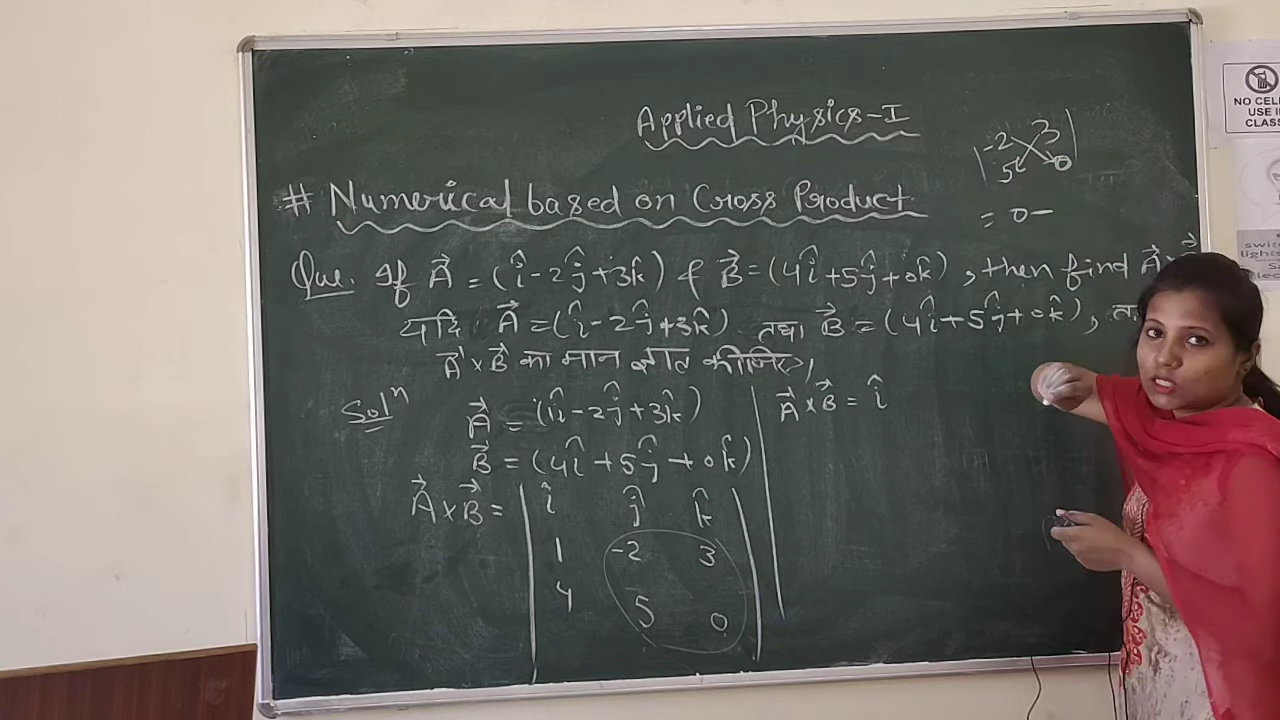 Applied Physics-I
# Numerical based on Cross Product
|-2 3|
5 0
= 0-
Que. If A⃗ = (î-2ĵ+3k̂) & B⃗ = (4î+5ĵ+0k̂), then find A⃗×
यदि A⃗ = (î-2ĵ+3k̂) तथा B⃗ = (4î+5ĵ+0k̂),
A⃗×B⃗ का मान ज्ञात कीजिए।
Solⁿ A⃗ = (î-2ĵ+3k̂)
B⃗ = (4î+5ĵ+0k̂)
A⃗×B⃗ = | î ĵ k̂ |
1 -2 3
4 5 0
A⃗×B⃗ = î
NO CELL
USE IN
CLASS